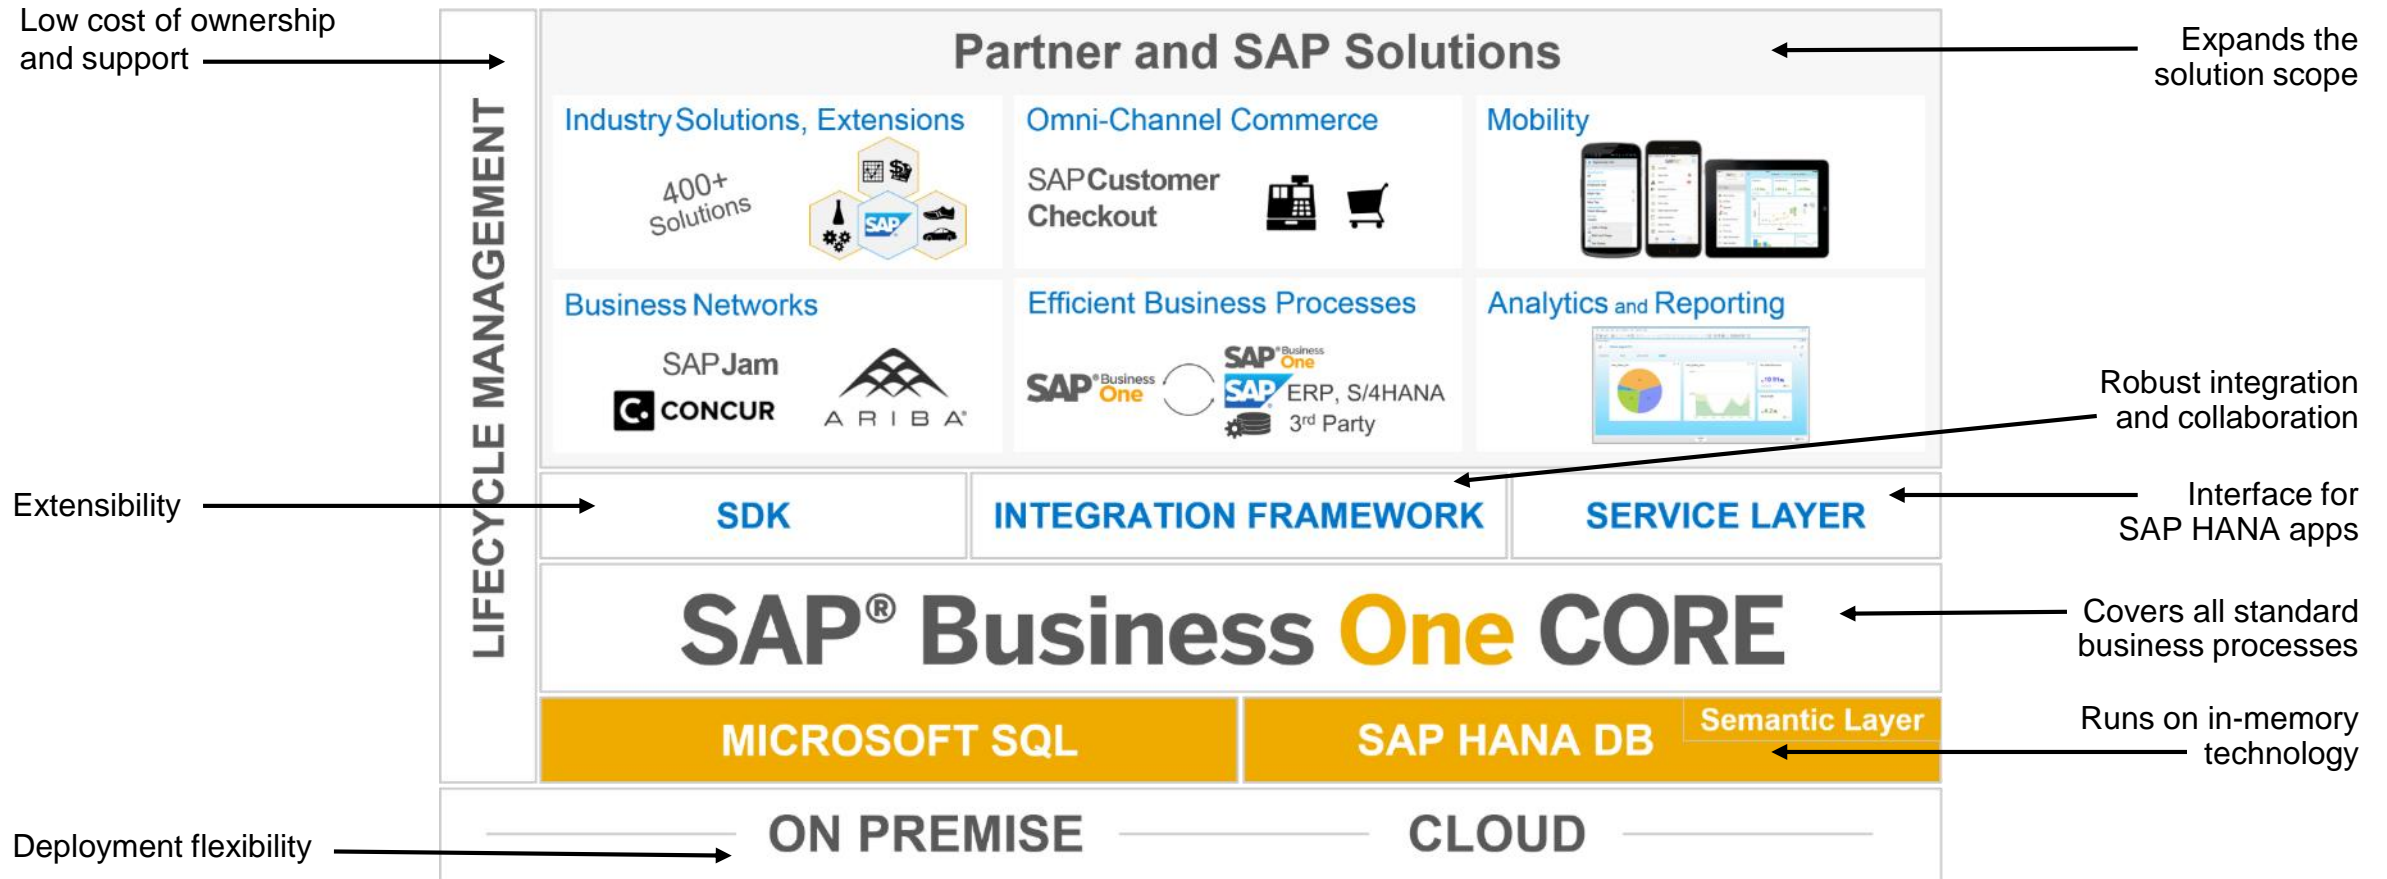 Low cost of ownership
and support
Partner and SAP Solutions
Expands the
solution scope
LIFECYCLE MANAGEMENT
Industry Solutions, Extensions
400+
Solutions
SAP
Omni-Channel Commerce
SAP Customer
Checkout
Mobility
Business Networks
SAP Jam
C. CONCUR
ARIBA®
Efficient Business Processes
SAP® Business
One
SAP® Business
One
SAP ERP, S/4HANA
3rd Party
Analytics and Reporting
Robust integration
and collaboration
Extensibility
SDK
INTEGRATION FRAMEWORK
SERVICE LAYER
Interface for
SAP HANA apps
SAP® Business One CORE
Covers all standard
business processes
MICROSOFT SQL
SAP HANA DB
Semantic Layer
Runs on in-memory
technology
Deployment flexibility
ON PREMISE
CLOUD